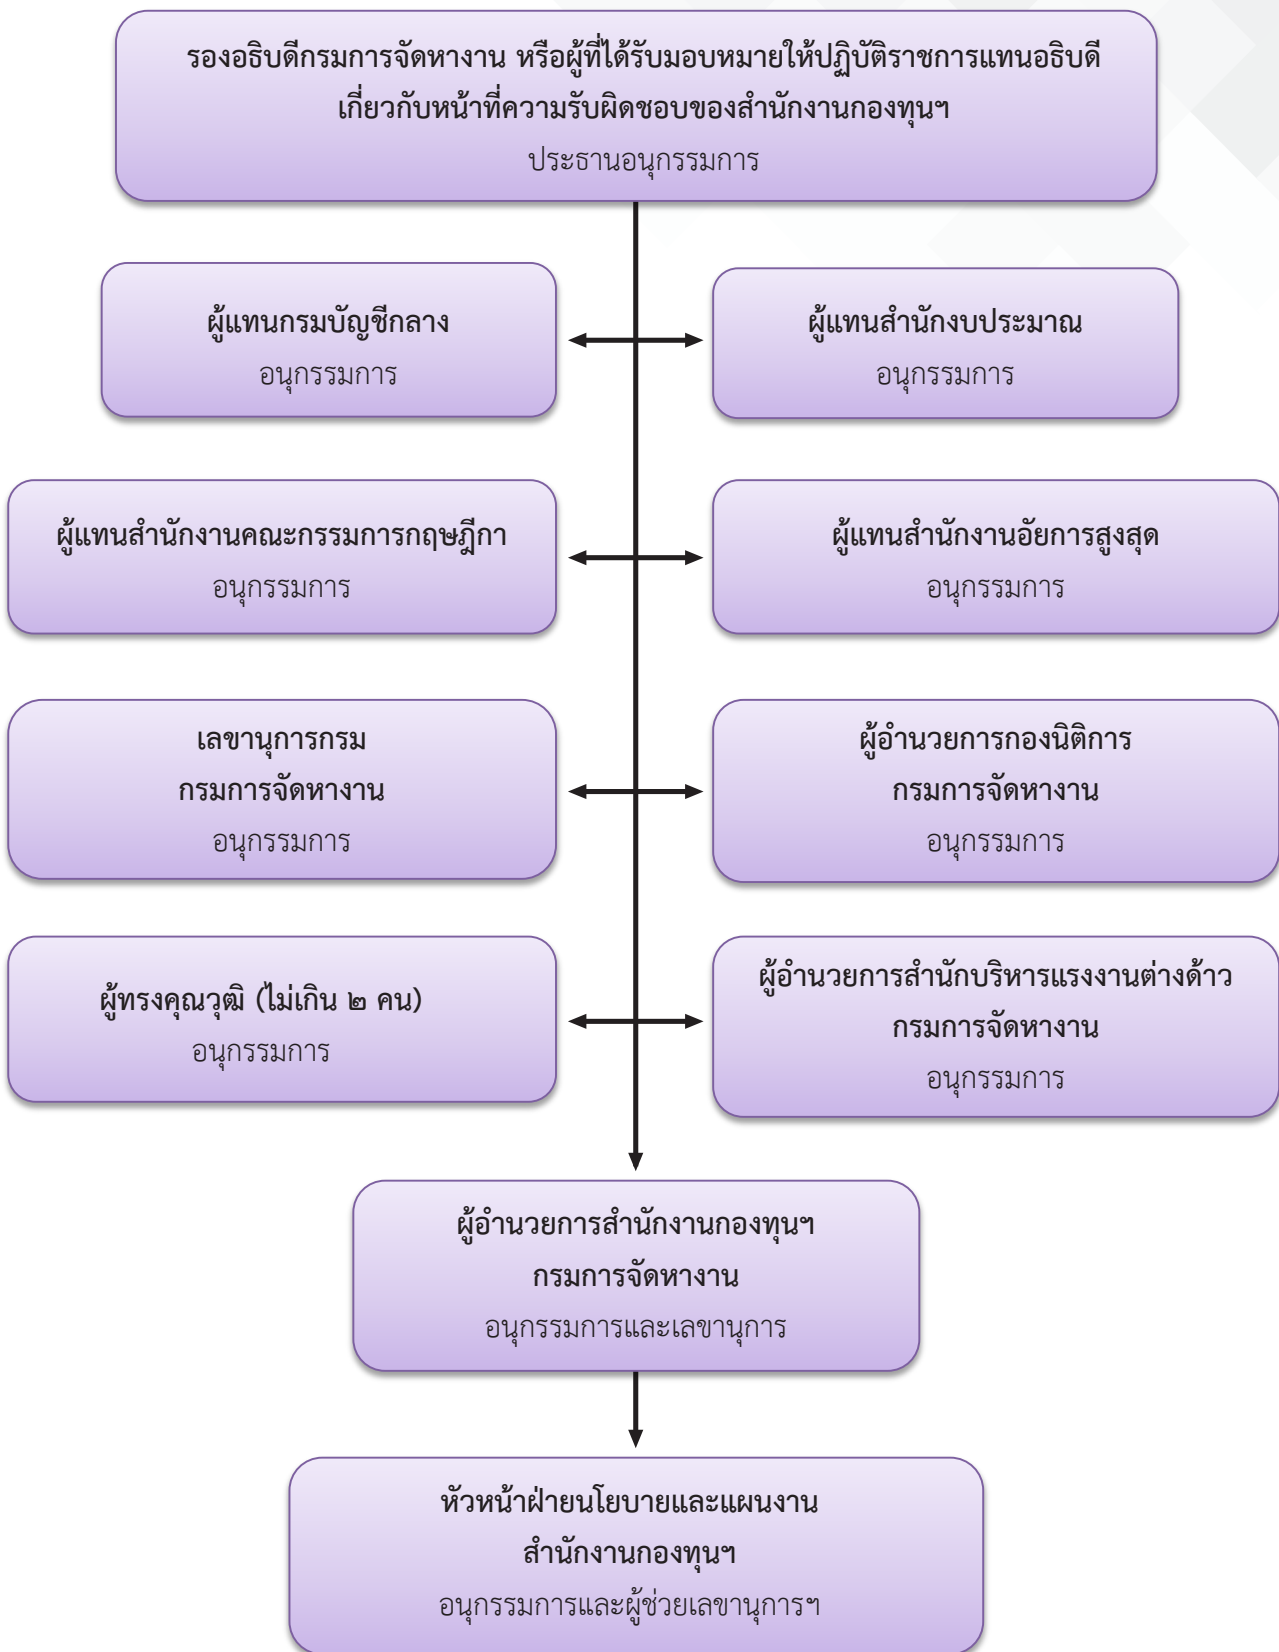 รองอธิบดีกรมการจัดหางาน หรือผู้ที่ได้รับมอบหมายให้ปฏิบัติราชการแทนอธิบดี
เกี่ยวกับหน้าที่ความรับผิดชอบของสำนักงานกองทุนฯ
ประธานอนุกรรมการ
ผู้แทนกรมบัญชีกลาง
อนุกรรมการ
ผู้แทนสำนักงบประมาณ
อนุกรรมการ
ผู้แทนสำนักงานคณะกรรมการกฤษฎีกา
อนุกรรมการ
ผู้แทนสำนักงานอัยการสูงสุด
อนุกรรมการ
เลขานุการกรม
กรมการจัดหางาน
อนุกรรมการ
ผู้อำนวยการกองนิติการ
กรมการจัดหางาน
อนุกรรมการ
ผู้ทรงคุณวุฒิ (ไม่เกิน ๒ คน)
อนุกรรมการ
ผู้อำนวยการสำนักบริหารแรงงานต่างด้าว
กรมการจัดหางาน
อนุกรรมการ
ผู้อำนวยการสำนักงานกองทุนฯ
กรมการจัดหางาน
อนุกรรมการและเลขานุการ
หัวหน้าฝ่ายนโยบายและแผนงาน
สำนักงานกองทุนฯ
อนุกรรมการและผู้ช่วยเลขานุการฯ